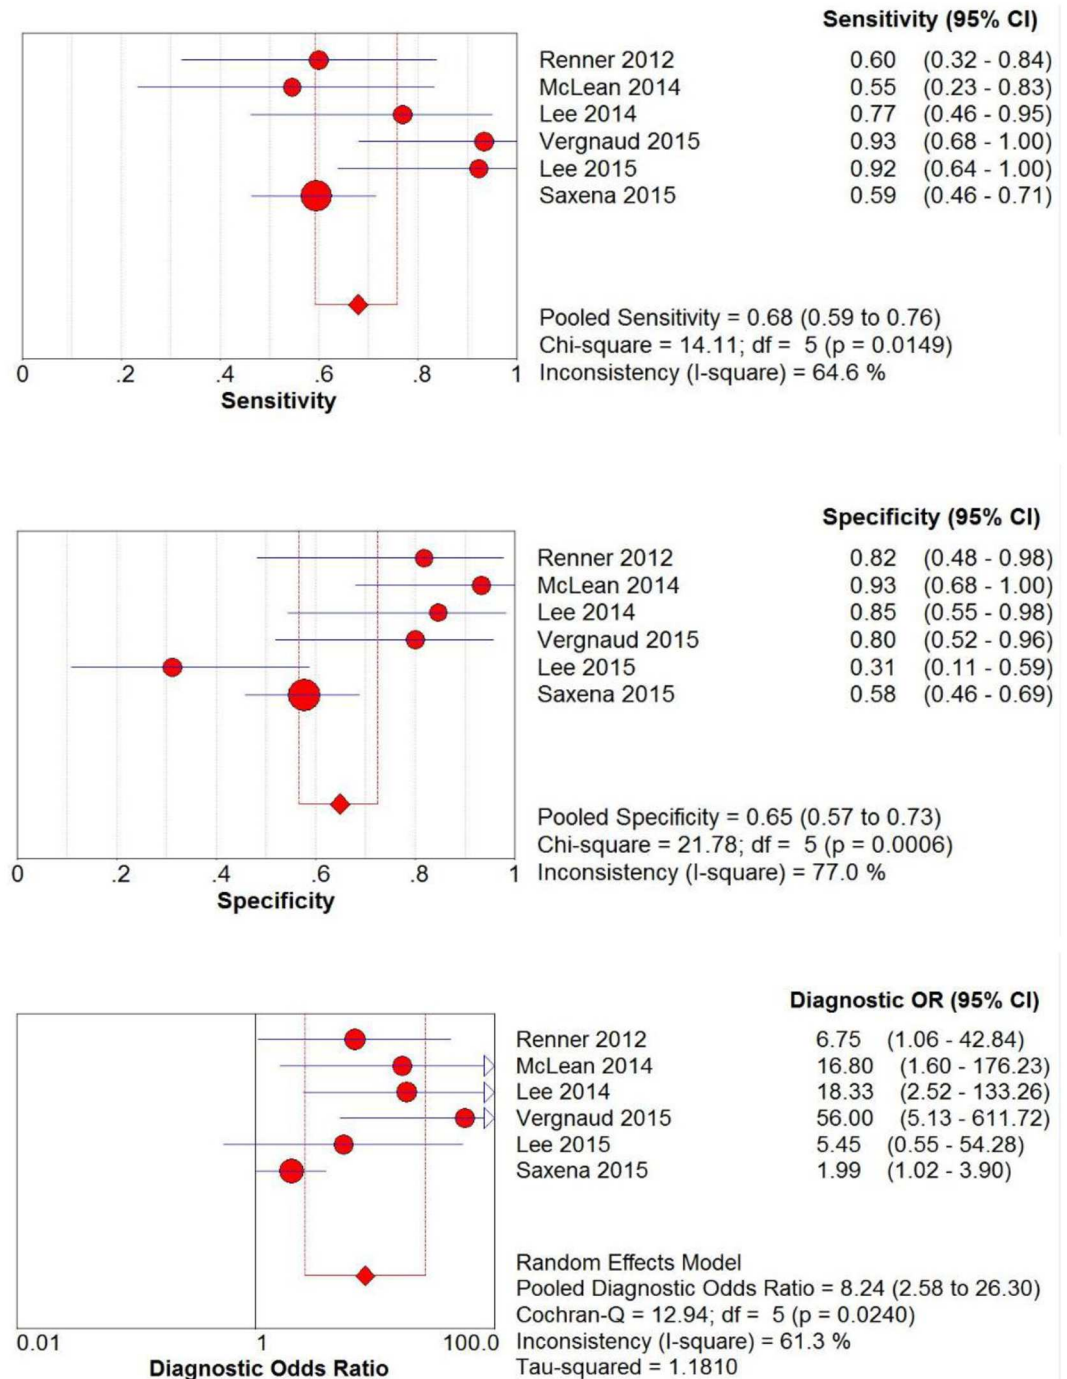 Sensitivity (95% CI)
Renner 2012 0.60 (0.32 - 0.84)
McLean 2014 0.55 (0.23 - 0.83)
Lee 2014 0.77 (0.46 - 0.95)
Vergnaud 2015 0.93 (0.68 - 1.00)
Lee 2015 0.92 (0.64 - 1.00)
Saxena 2015 0.59 (0.46 - 0.71)
Pooled Sensitivity = 0.68 (0.59 to 0.76)
Chi-square = 14.11; df = 5 (p = 0.0149)
Inconsistency (I-square) = 64.6 %
0 .2 .4 .6 .8 1
Sensitivity
Specificity (95% CI)
Renner 2012 0.82 (0.48 - 0.98)
McLean 2014 0.93 (0.68 - 1.00)
Lee 2014 0.85 (0.55 - 0.98)
Vergnaud 2015 0.80 (0.52 - 0.96)
Lee 2015 0.31 (0.11 - 0.59)
Saxena 2015 0.58 (0.46 - 0.69)
Pooled Specificity = 0.65 (0.57 to 0.73)
Chi-square = 21.78; df = 5 (p = 0.0006)
Inconsistency (I-square) = 77.0 %
0 .2 .4 .6 .8 1
Specificity
Diagnostic OR (95% CI)
Renner 2012 6.75 (1.06 - 42.84)
McLean 2014 16.80 (1.60 - 176.23)
Lee 2014 18.33 (2.52 - 133.26)
Vergnaud 2015 56.00 (5.13 - 611.72)
Lee 2015 5.45 (0.55 - 54.28)
Saxena 2015 1.99 (1.02 - 3.90)
Random Effects Model
Pooled Diagnostic Odds Ratio = 8.24 (2.58 to 26.30)
Cochran-Q = 12.94; df = 5 (p = 0.0240)
Inconsistency (I-square) = 61.3 %
Tau-squared = 1.1810
0.01 1 100.0
Diagnostic Odds Ratio